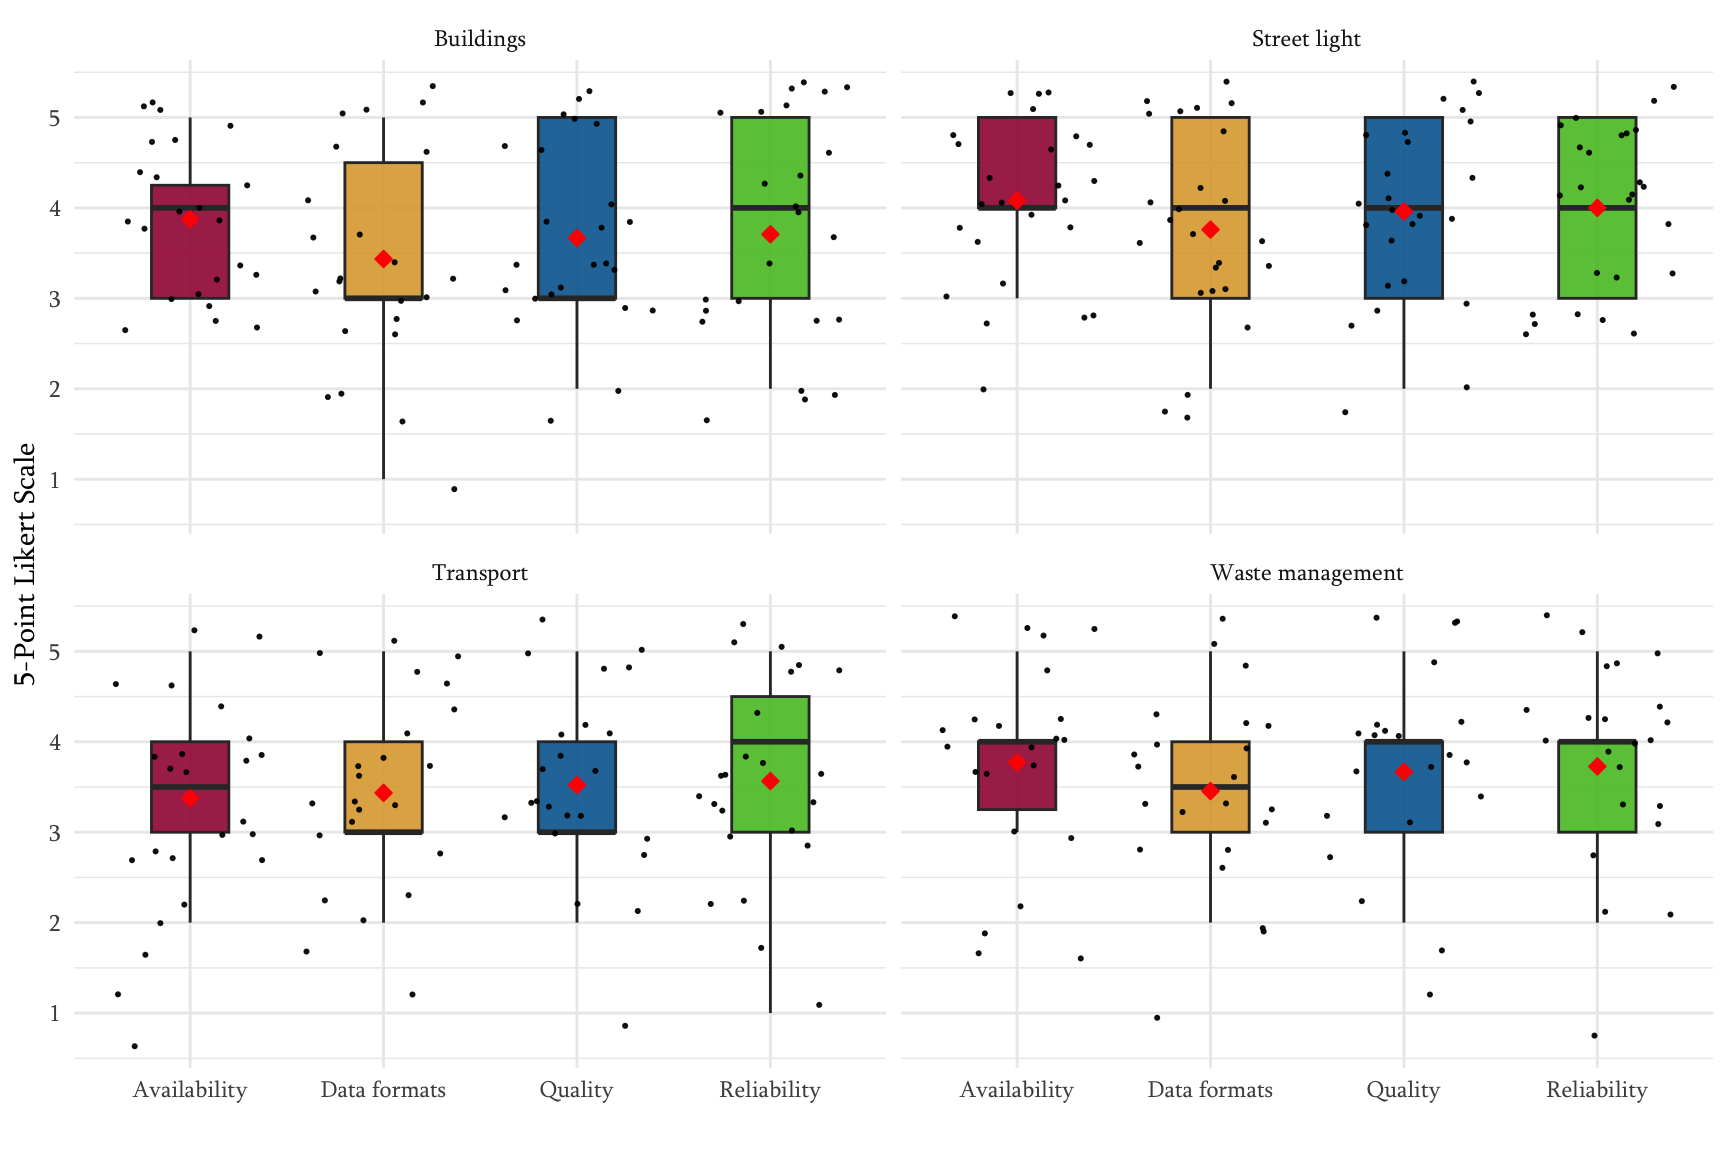 Buildings
Street light
5
4
3
2
1
5-Point Likert Scale
Transport
Waste management
5
4
3
2
1
Availability
Data formats
Quality
Reliability
Availability
Data formats
Quality
Reliability